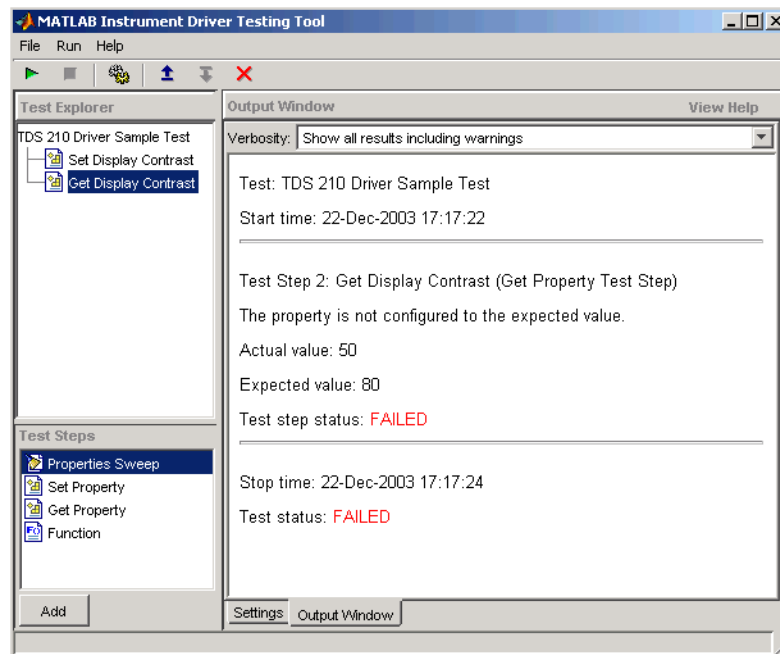 MATLAB Instrument Driver Testing Tool
File Run Help
Test Explorer
TDS 210 Driver Sample Test
Set Display Contrast
Get Display Contrast
Test Steps
Properties Sweep
Set Property
Get Property
Function
Add
Output Window View Help
Verbosity: Show all results including warnings
Test: TDS 210 Driver Sample Test
Start time: 22-Dec-2003 17:17:22
Test Step 2: Get Display Contrast (Get Property Test Step)
The property is not configured to the expected value.
Actual value: 50
Expected value: 80
Test step status: FAILED
Stop time: 22-Dec-2003 17:17:24
Test status: FAILED
Settings Output Window